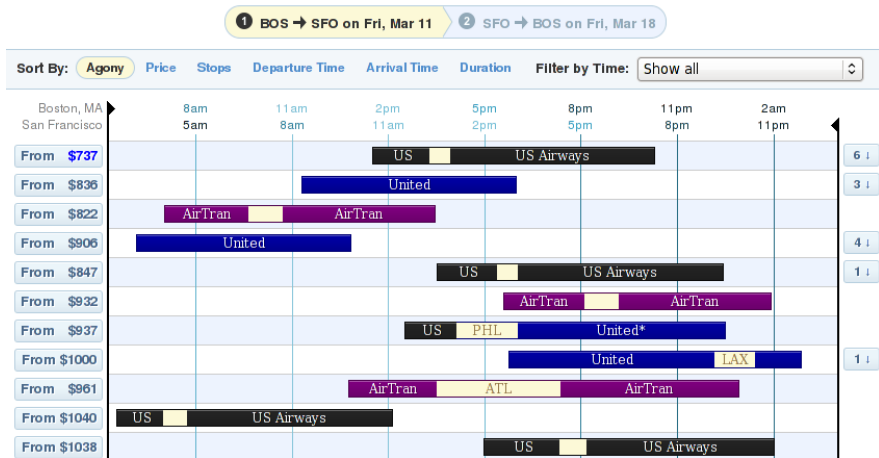 1 BOS → SFO on Fri, Mar 11 2 SFO → BOS on Fri, Mar 18
Sort By: Agony Price Stops Departure Time Arrival Time Duration Filter by Time: Show all
Boston, MA 8am 11am 2pm 5pm 8pm 11pm 2am
San Francisco 5am 8am 11am 2pm 5pm 8pm 11pm
From $737 US US Airways 6 ↓
From $836 United 3 ↓
From $822 AirTran AirTran
From $906 United 4 ↓
From $847 US US Airways 1 ↓
From $932 AirTran AirTran
From $937 US PHL United*
From $1000 United LAX 1 ↓
From $961 AirTran ATL AirTran
From $1040 US US Airways
From $1038 US US Airways